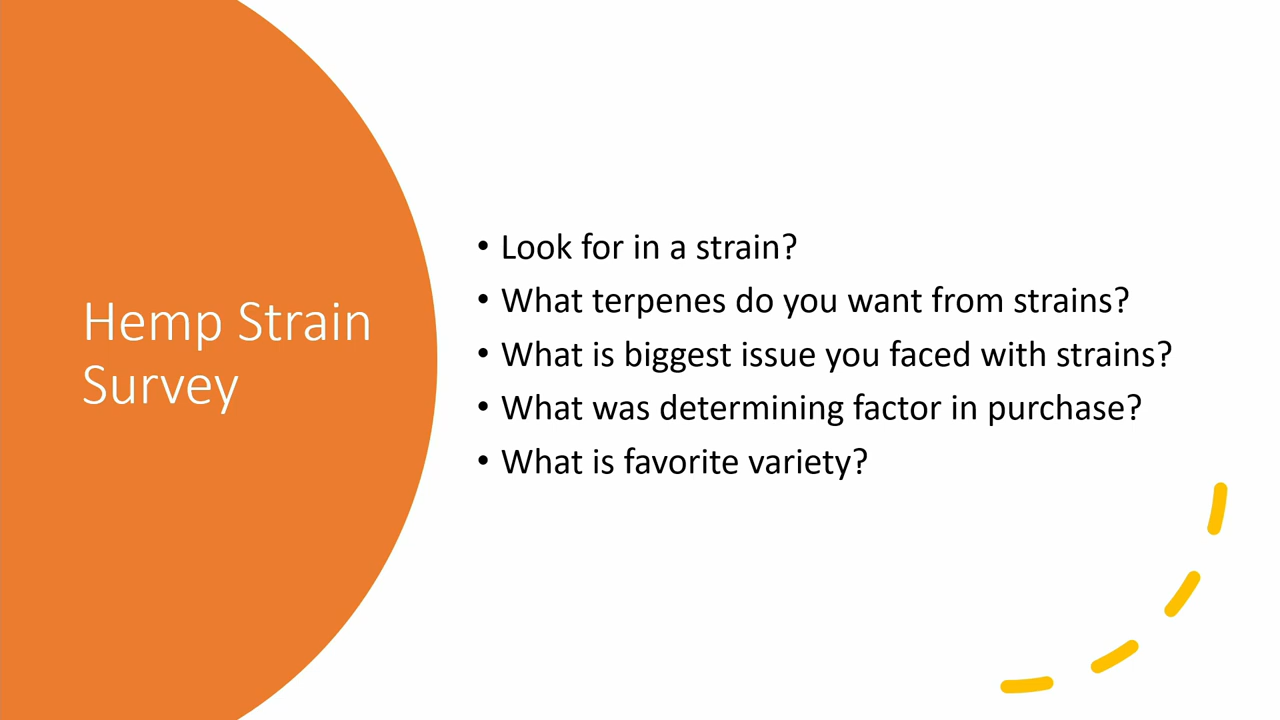 Hemp Strain
Survey
• Look for in a strain?
• What terpenes do you want from strains?
• What is biggest issue you faced with strains?
• What was determining factor in purchase?
• What is favorite variety?